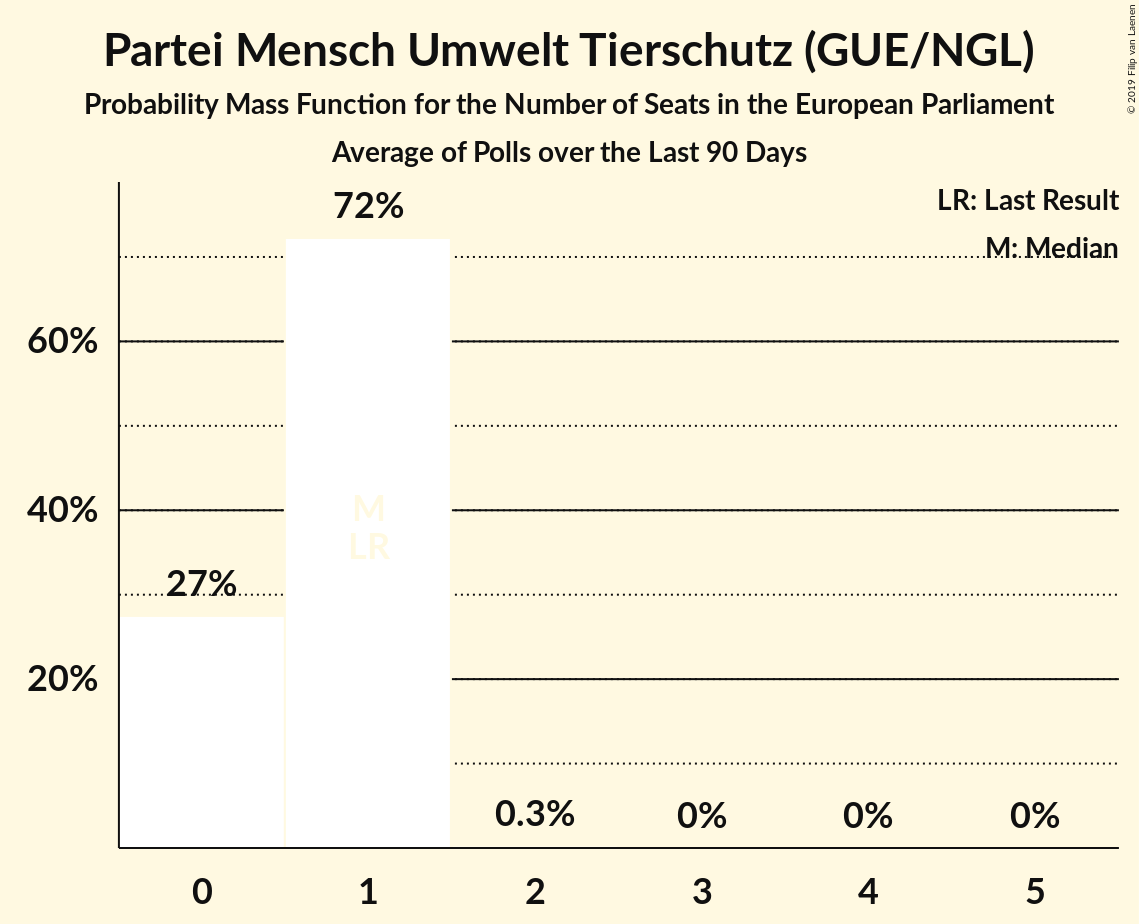 Partei Mensch Umwelt Tierschutz (GUE/NGL)
Probability Mass Function for the Number of Seats in the European Parliament
Average of Polls over the Last 90 Days
© 2019 Filip van Laenen
LR: Last Result
M: Median
72%
60%
40%
20%
M
LR
27%
0.3%
0%
0%
0%
0
1
2
3
4
5